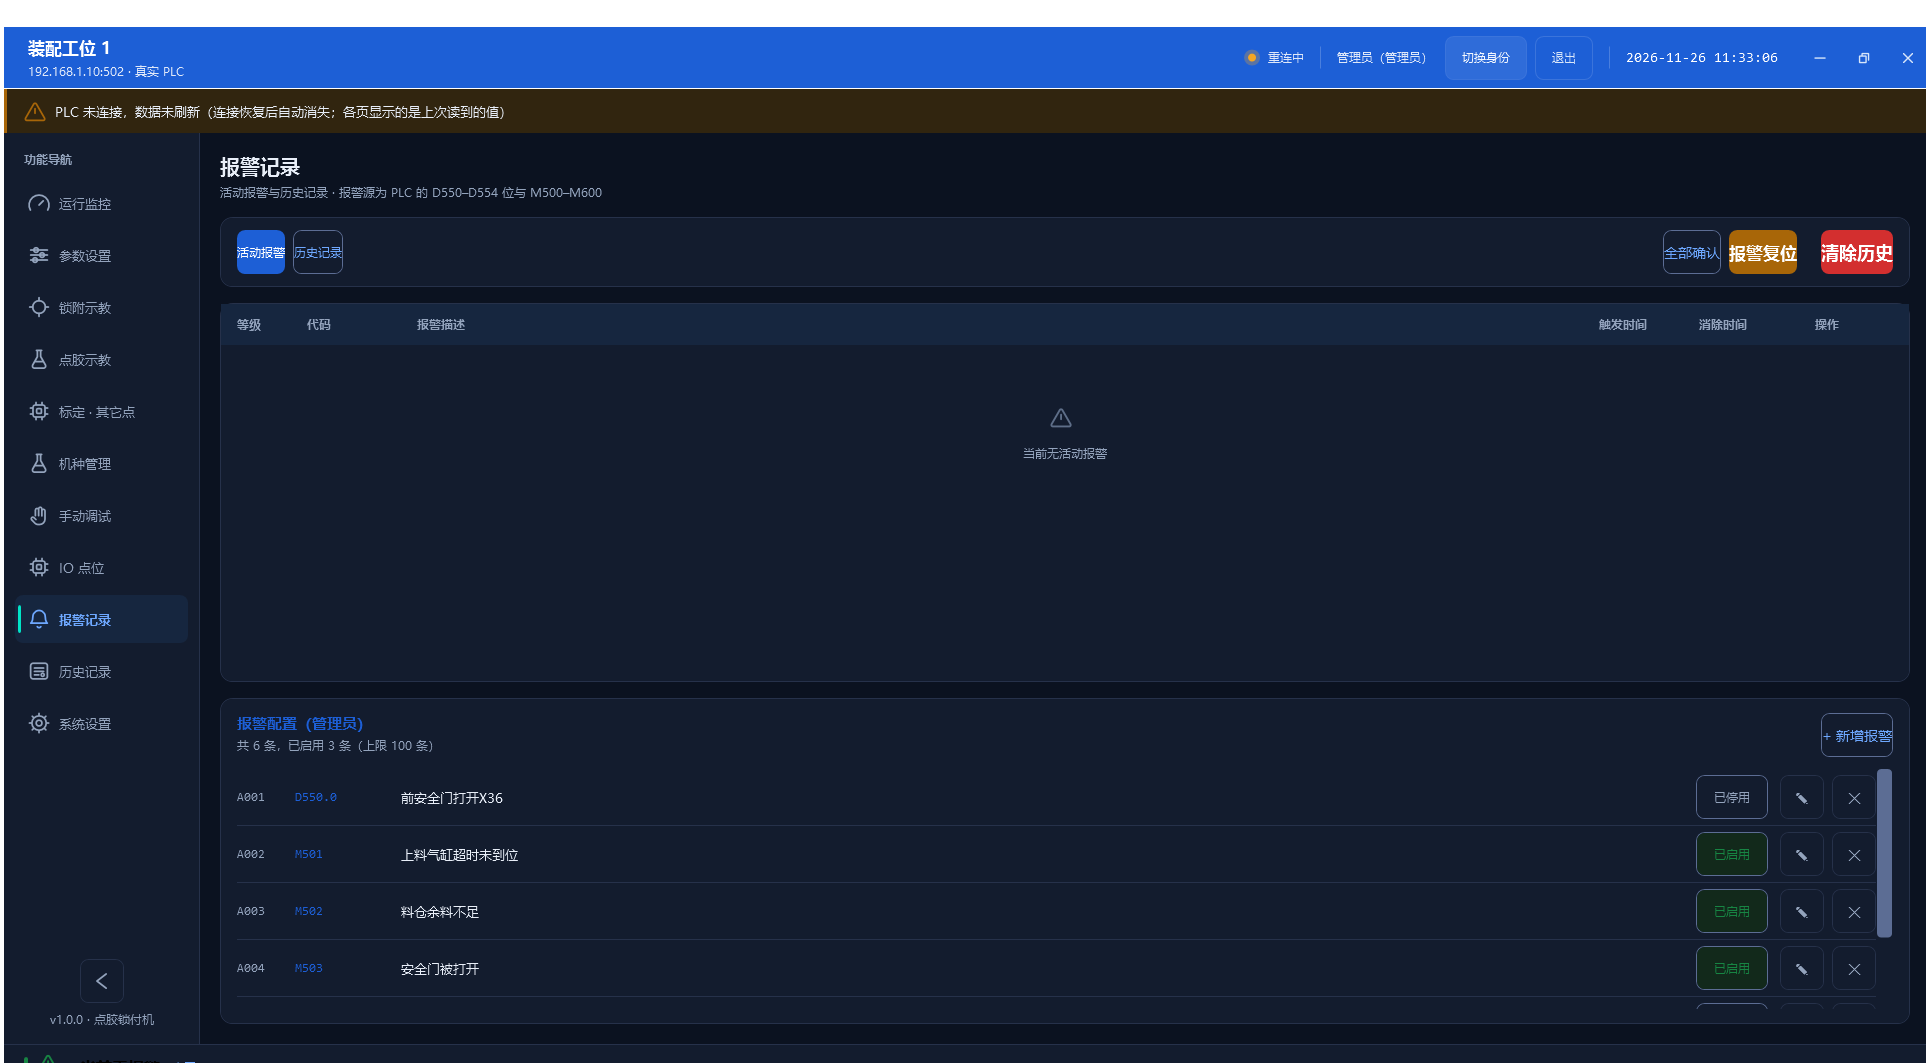 装配工位 1
192.168.1.10:502 · 真实 PLC
重连中
管理员（管理员）
切换身份
退出
2026-11-26 11:33:06
PLC 未连接，数据未刷新（连接恢复后自动消失；各页显示的是上次读到的值）
功能导航
运行监控
参数设置
锁附示教
点胶示教
标定 · 其它点
机种管理
手动调试
IO 点位
报警记录
历史记录
系统设置
v1.0.0 · 点胶锁付机
报警记录
活动报警与历史记录 · 报警源为 PLC 的 D550–D554 位与 M500–M600
活动报警
历史记录
全部确认
报警复位
清除历史
等级 代码 报警描述 触发时间 消除时间 操作
当前无活动报警
报警配置（管理员）
共 6 条，已启用 3 条（上限 100 条）
+ 新增报警
A001 D550.0 前安全门打开X36 已停用
A002 M501 上料气缸超时未到位 已启用
A003 M502 料仓余料不足 已启用
A004 M503 安全门被打开 已启用